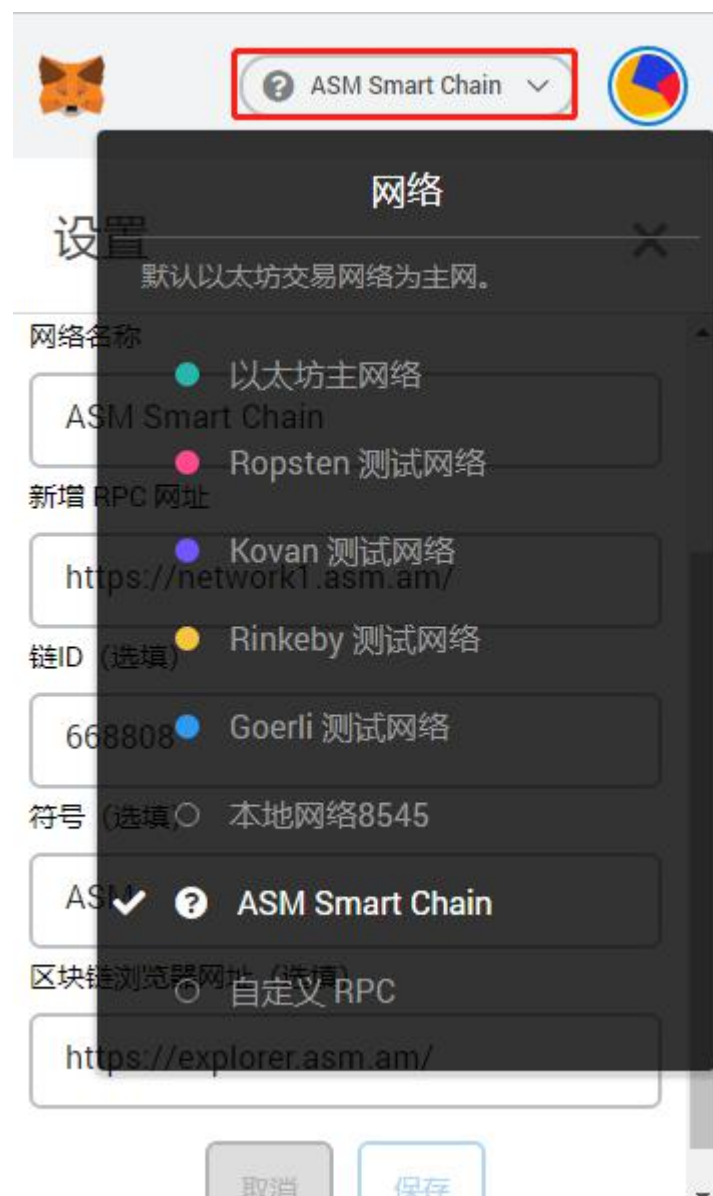 ASM Smart Chain
网络
设置
默认以太坊交易网络为主网。
网络名称
以太坊主网络
ASM Smart Chain
Ropsten 测试网络
新增 RPC 网址
Kovan 测试网络
https://network1.asm.am/
Rinkeby 测试网络
链ID（选填）
Goerli 测试网络
668808
符号（选填）
本地网络8545
ASM
ASM Smart Chain
区块链浏览器网址（选填）
自定义 RPC
https://explorer.asm.am/
取消
保存